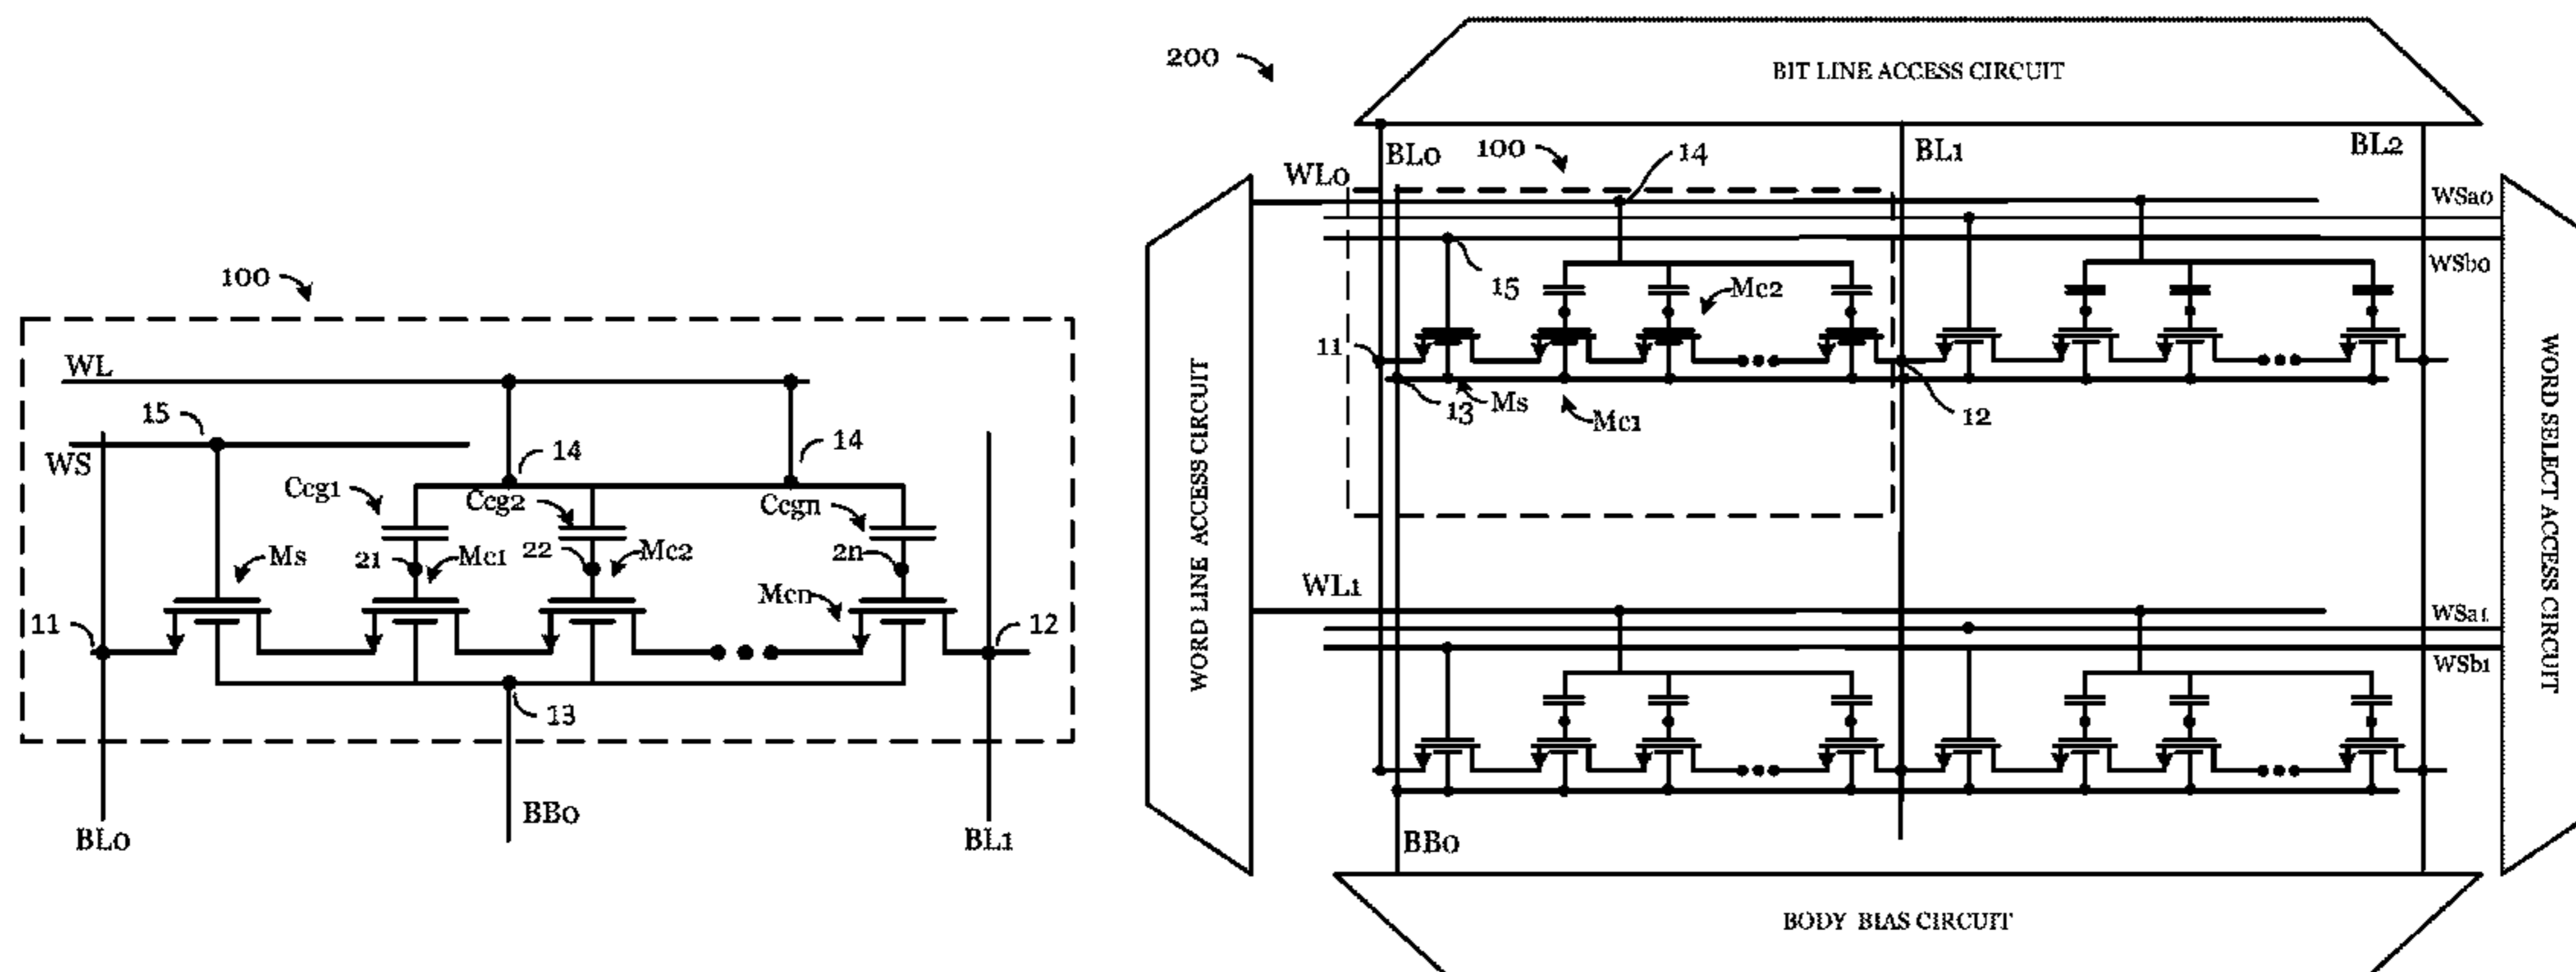 100
WL
15
WS
14
14
Ccg1
Ccg2
Ccgn
Ms
21
Mc1
22
Mc2
2n
Mcn
11
12
13
BL0
BB0
BL1
200
BIT LINE ACCESS CIRCUIT
BL0
100
14
BL1
BL2
WL0
WSa0
WSb0
15
Mc2
11
13
Ms
Mc1
12
WORD LINE ACCESS CIRCUIT
WORD SELECT ACCESS CIRCUIT
WL1
WSa1
WSb1
BB0
BODY BIAS CIRCUIT